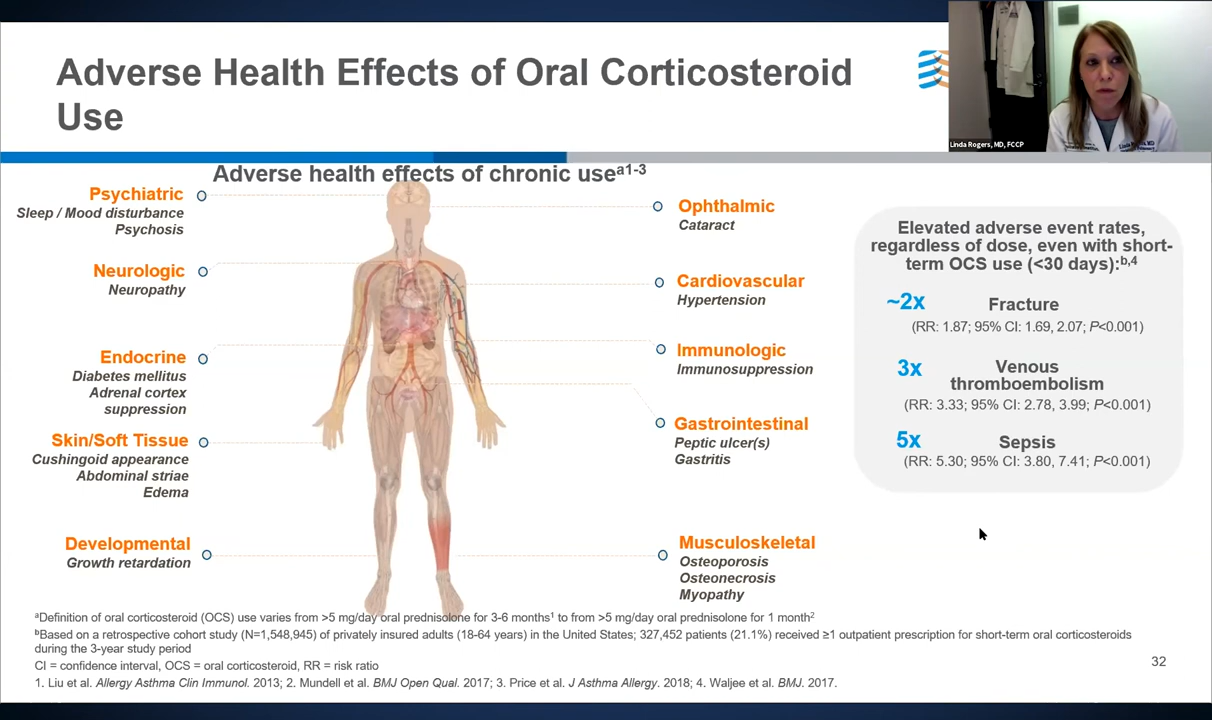 Adverse Health Effects of Oral Corticosteroid
Use
Linda Rogers, MD, FCCP
Adverse health effects of chronic useᵃ¹⁻³
Psychiatric
Sleep / Mood disturbance
Psychosis
Neurologic
Neuropathy
Endocrine
Diabetes mellitus
Adrenal cortex
suppression
Skin/Soft Tissue
Cushingoid appearance
Abdominal striae
Edema
Developmental
Growth retardation
Ophthalmic
Cataract
Cardiovascular
Hypertension
Immunologic
Immunosuppression
Gastrointestinal
Peptic ulcer(s)
Gastritis
Musculoskeletal
Osteoporosis
Osteonecrosis
Myopathy
Elevated adverse event rates,
regardless of dose, even with short-
term OCS use (<30 days):ᵇ,⁴
~2x Fracture
(RR: 1.87; 95% CI: 1.69, 2.07; P<0.001)
3x Venous
thromboembolism
(RR: 3.33; 95% CI: 2.78, 3.99; P<0.001)
5x Sepsis
(RR: 5.30; 95% CI: 3.80, 7.41; P<0.001)
ᵃDefinition of oral corticosteroid (OCS) use varies from >5 mg/day oral prednisolone for 3-6 months¹ to from >5 mg/day oral prednisolone for 1 month²
ᵇBased on a retrospective cohort study (N=1,548,945) of privately insured adults (18-64 years) in the United States; 327,452 patients (21.1%) received ≥1 outpatient prescription for short-term oral corticosteroids
during the 3-year study period
CI = confidence interval, OCS = oral corticosteroid, RR = risk ratio
1. Liu et al. Allergy Asthma Clin Immunol. 2013; 2. Mundell et al. BMJ Open Qual. 2017; 3. Price et al. J Asthma Allergy. 2018; 4. Waljee et al. BMJ. 2017.
32